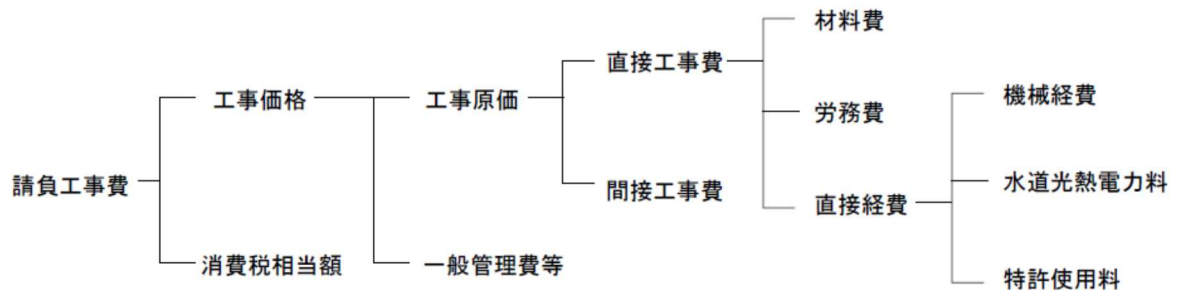 請負工事費
工事価格
消費税相当額
工事原価
一般管理費等
直接工事費
間接工事費
材料費
労務費
直接経費
機械経費
水道光熱電力料
特許使用料